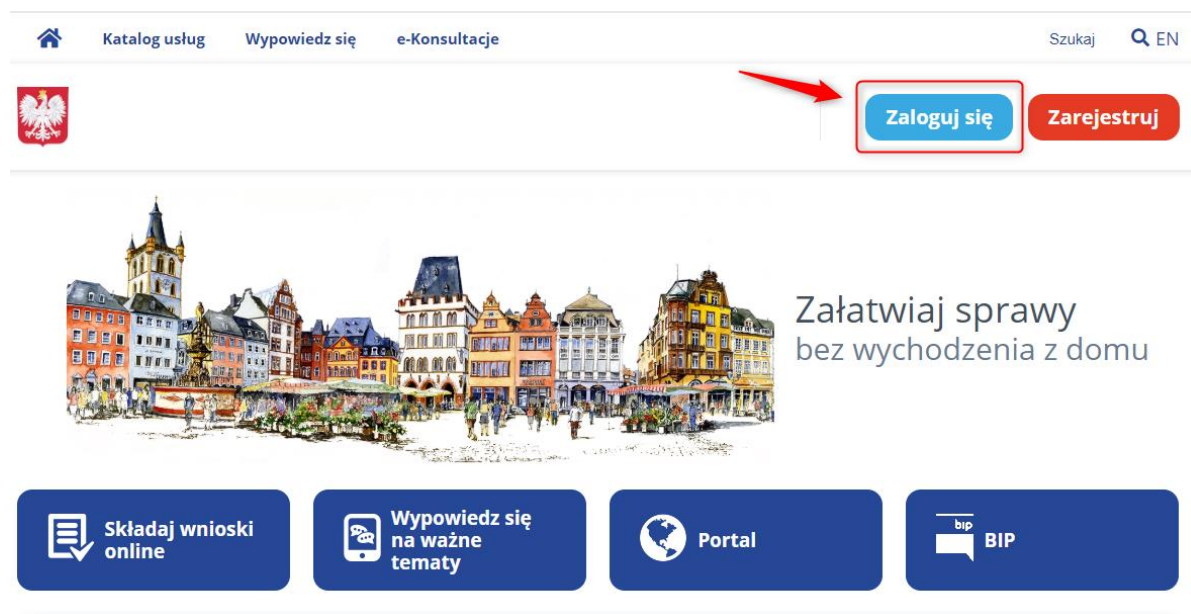 Katalog usług Wypowiedz się e-Konsultacje Szukaj EN
Zaloguj się Zarejestruj
Załatwiaj sprawy
bez wychodzenia z domu
Składaj wnioski
online
Wypowiedz się
na ważne
tematy
Portal
bip
BIP